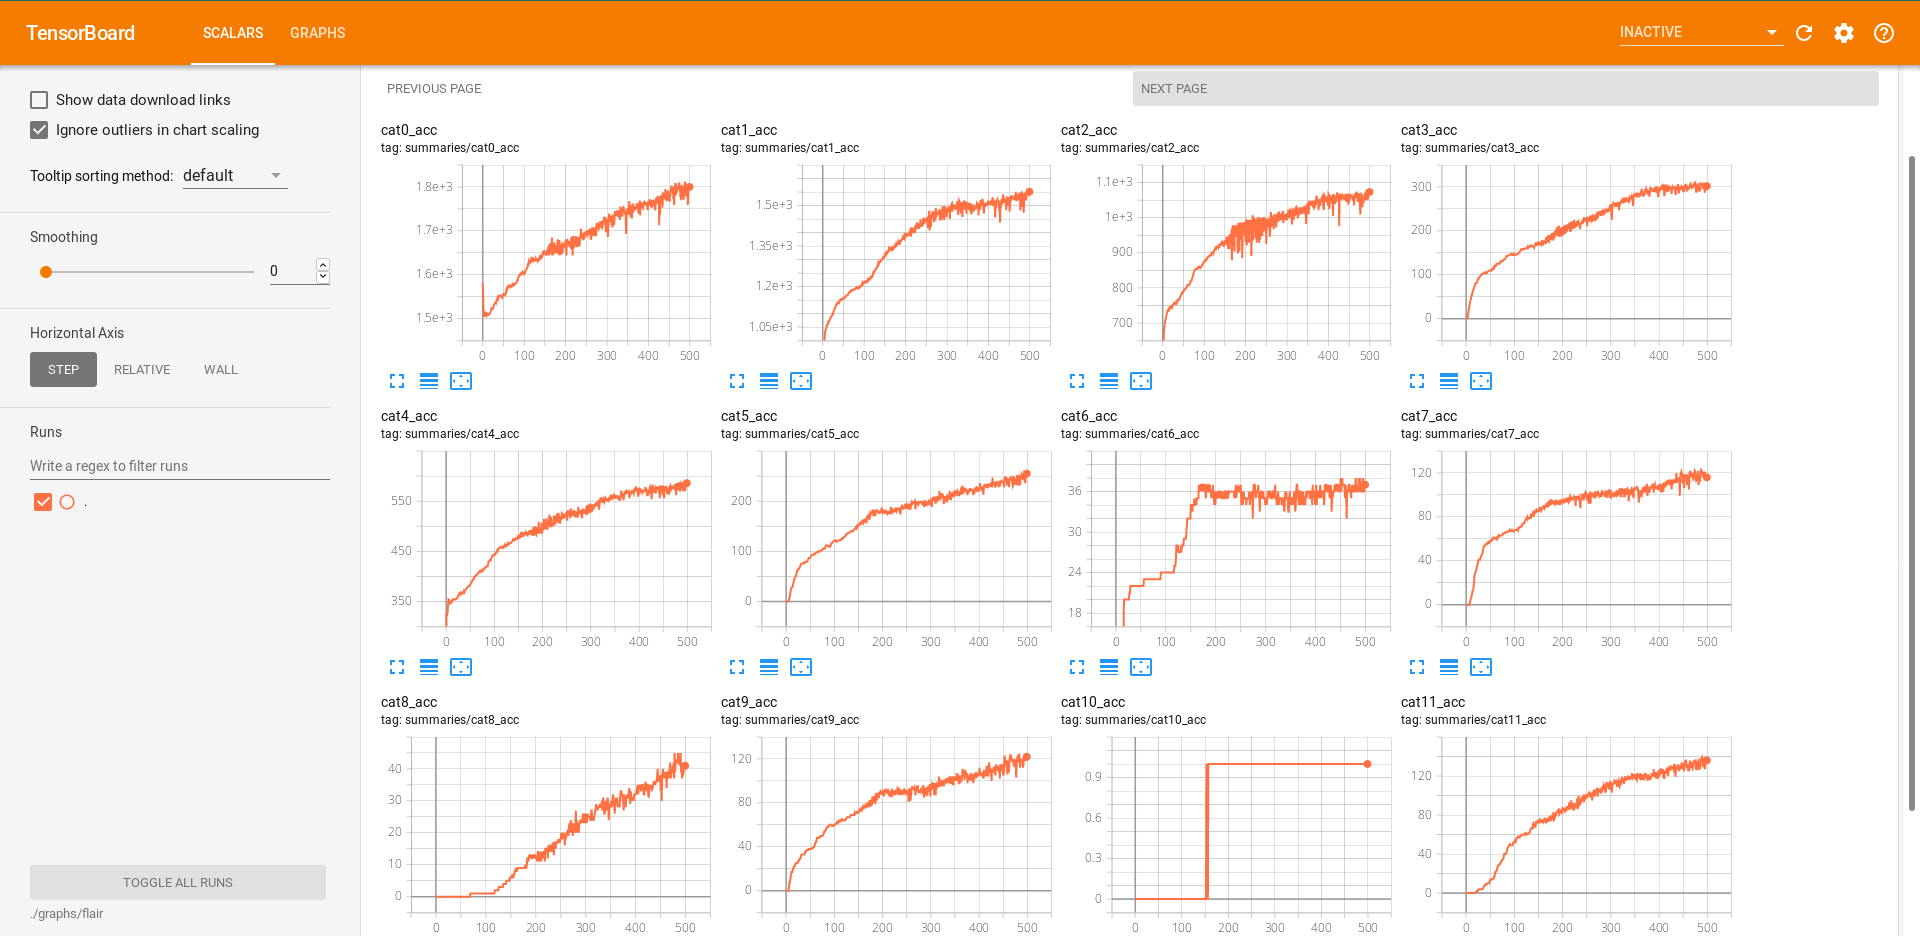 TensorBoard SCALARS GRAPHS INACTIVE
Show data download links
Ignore outliers in chart scaling
Tooltip sorting method: default
Smoothing
0
Horizontal Axis
STEP RELATIVE WALL
Runs
Write a regex to filter runs
.
TOGGLE ALL RUNS
./graphs/flair
PREVIOUS PAGE NEXT PAGE
cat0_acc
tag: summaries/cat0_acc
1.8e+3
1.7e+3
1.6e+3
1.5e+3
0 100 200 300 400 500
cat1_acc
tag: summaries/cat1_acc
1.5e+3
1.35e+3
1.2e+3
1.05e+3
0 100 200 300 400 500
cat2_acc
tag: summaries/cat2_acc
1.1e+3
1e+3
900
800
700
0 100 200 300 400 500
cat3_acc
tag: summaries/cat3_acc
300
200
100
0
0 100 200 300 400 500
cat4_acc
tag: summaries/cat4_acc
550
450
350
0 100 200 300 400 500
cat5_acc
tag: summaries/cat5_acc
200
100
0
0 100 200 300 400 500
cat6_acc
tag: summaries/cat6_acc
36
30
24
18
0 100 200 300 400 500
cat7_acc
tag: summaries/cat7_acc
120
80
40
0
0 100 200 300 400 500
cat8_acc
tag: summaries/cat8_acc
40
30
20
10
0
0 100 200 300 400 500
cat9_acc
tag: summaries/cat9_acc
120
80
40
0
0 100 200 300 400 500
cat10_acc
tag: summaries/cat10_acc
0.9
0.6
0.3
0
0 100 200 300 400 500
cat11_acc
tag: summaries/cat11_acc
120
80
40
0
0 100 200 300 400 500